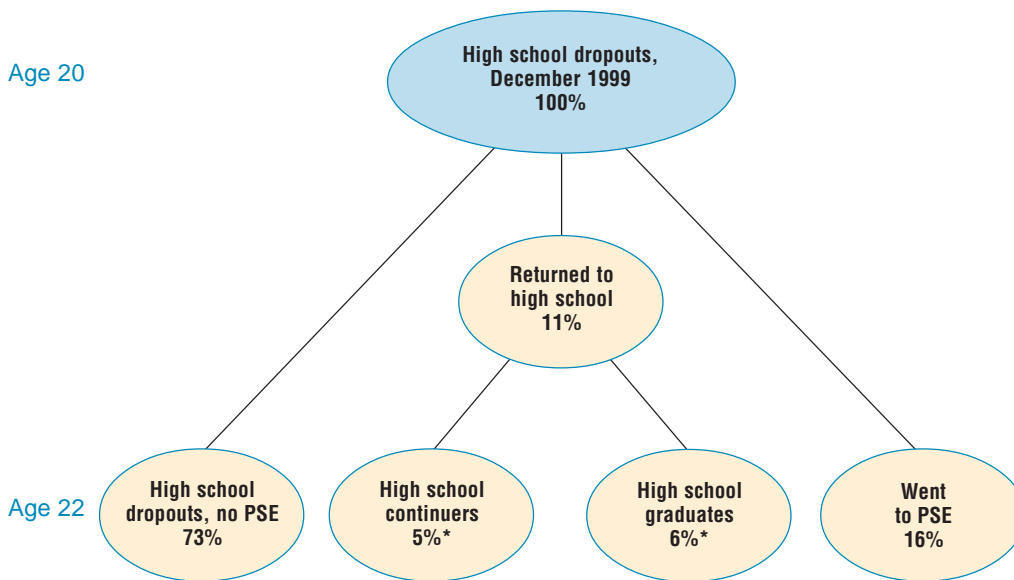 Age 20
High school dropouts,
December 1999
100%
Returned to
high school
11%
Age 22
High school
dropouts, no PSE
73%
High school
continuers
5%*
High school
graduates
6%*
Went
to PSE
16%